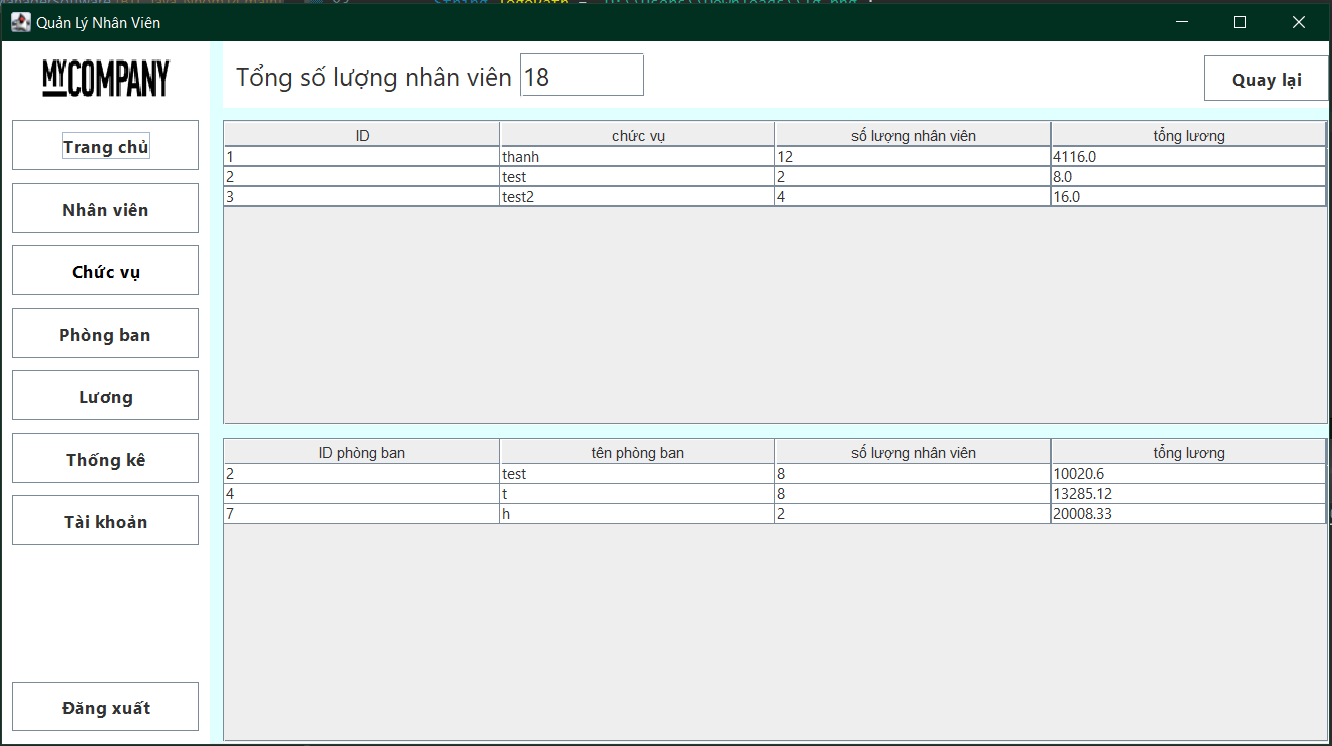 Quản Lý Nhân Viên
MYCOMPANY
Tổng số lượng nhân viên 18
Quay lại
Trang chủ
Nhân viên
Chức vụ
Phòng ban
Lương
Thống kê
Tài khoản
Đăng xuất
ID chức vụ số lượng nhân viên tổng lương
1 thanh 12 4116.0
2 test 2 8.0
3 test2 4 16.0
ID phòng ban tên phòng ban số lượng nhân viên tổng lương
2 test 8 10020.6
4 t 8 13285.12
7 h 2 20008.33